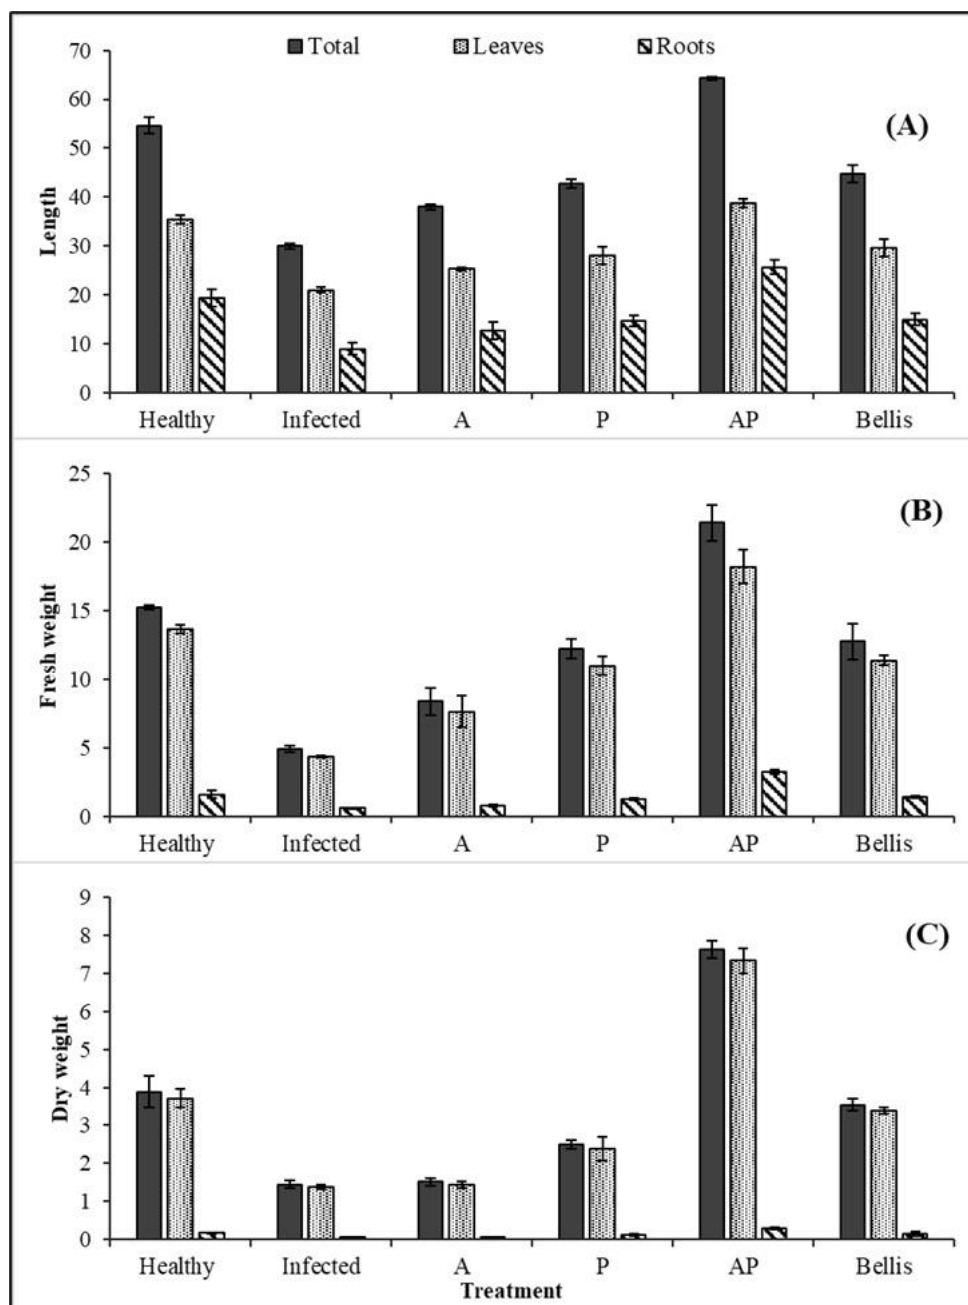 Total Leaves Roots
70
60
50
40
30
20
10
0
Length
(A)
Healthy Infected A P AP Bellis
25
20
15
10
5
0
Fresh weight
(B)
Healthy Infected A P AP Bellis
9
8
7
6
5
4
3
2
1
0
Dry weight
(C)
Healthy Infected A P AP Bellis
Treatment